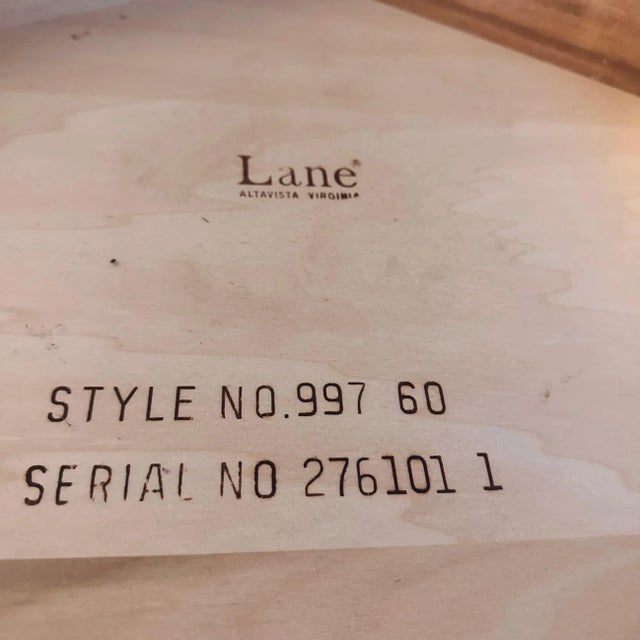 Lane®
ALTAVISTA VIRGINIA
STYLE NO.997 60
SERIAL NO 276101 1